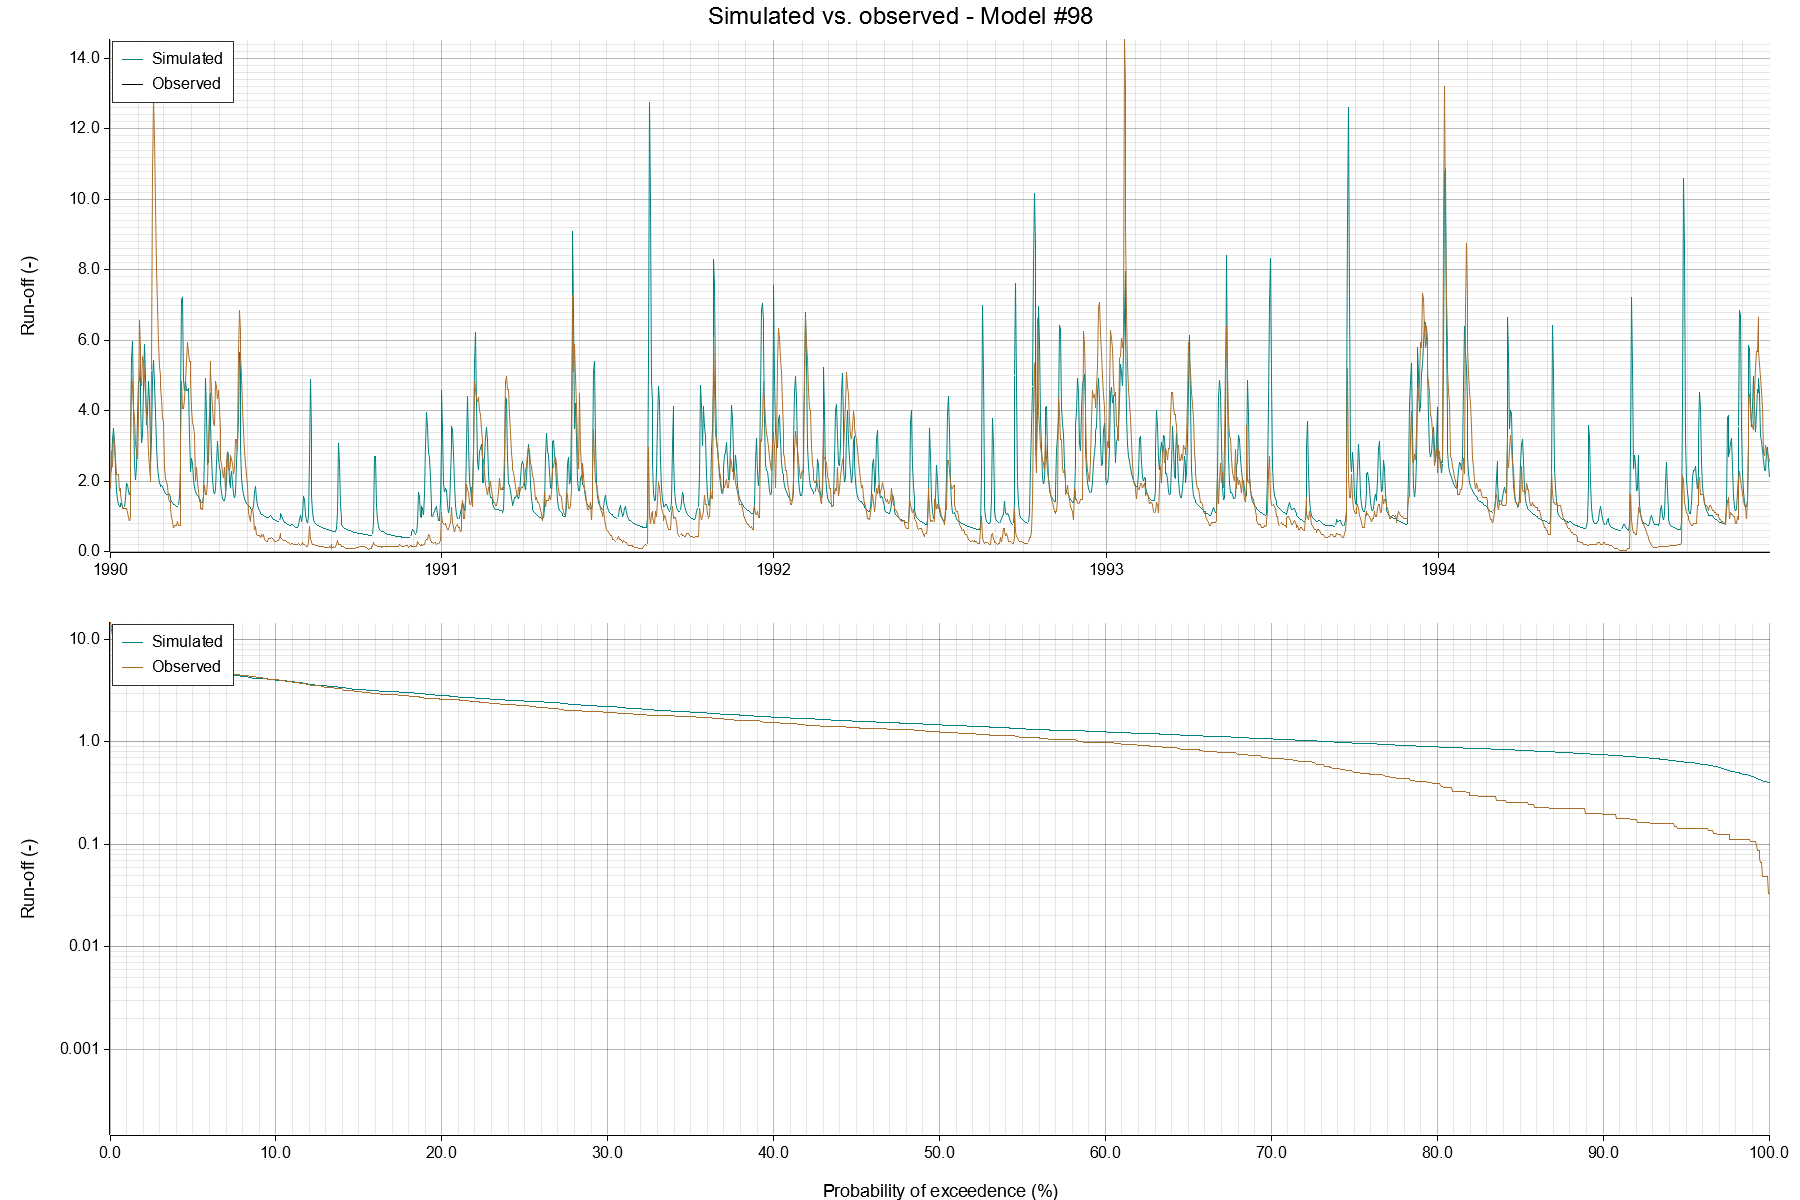 Simulated vs. observed - Model #98
Simulated
Observed
Run-off (-)
14.0
12.0
10.0
8.0
6.0
4.0
2.0
0.0
1990 1991 1992 1993 1994
Simulated
Observed
Run-off (-)
10.0
1.0
0.1
0.01
0.001
0.0 10.0 20.0 30.0 40.0 50.0 60.0 70.0 80.0 90.0 100.0
Probability of exceedence (%)